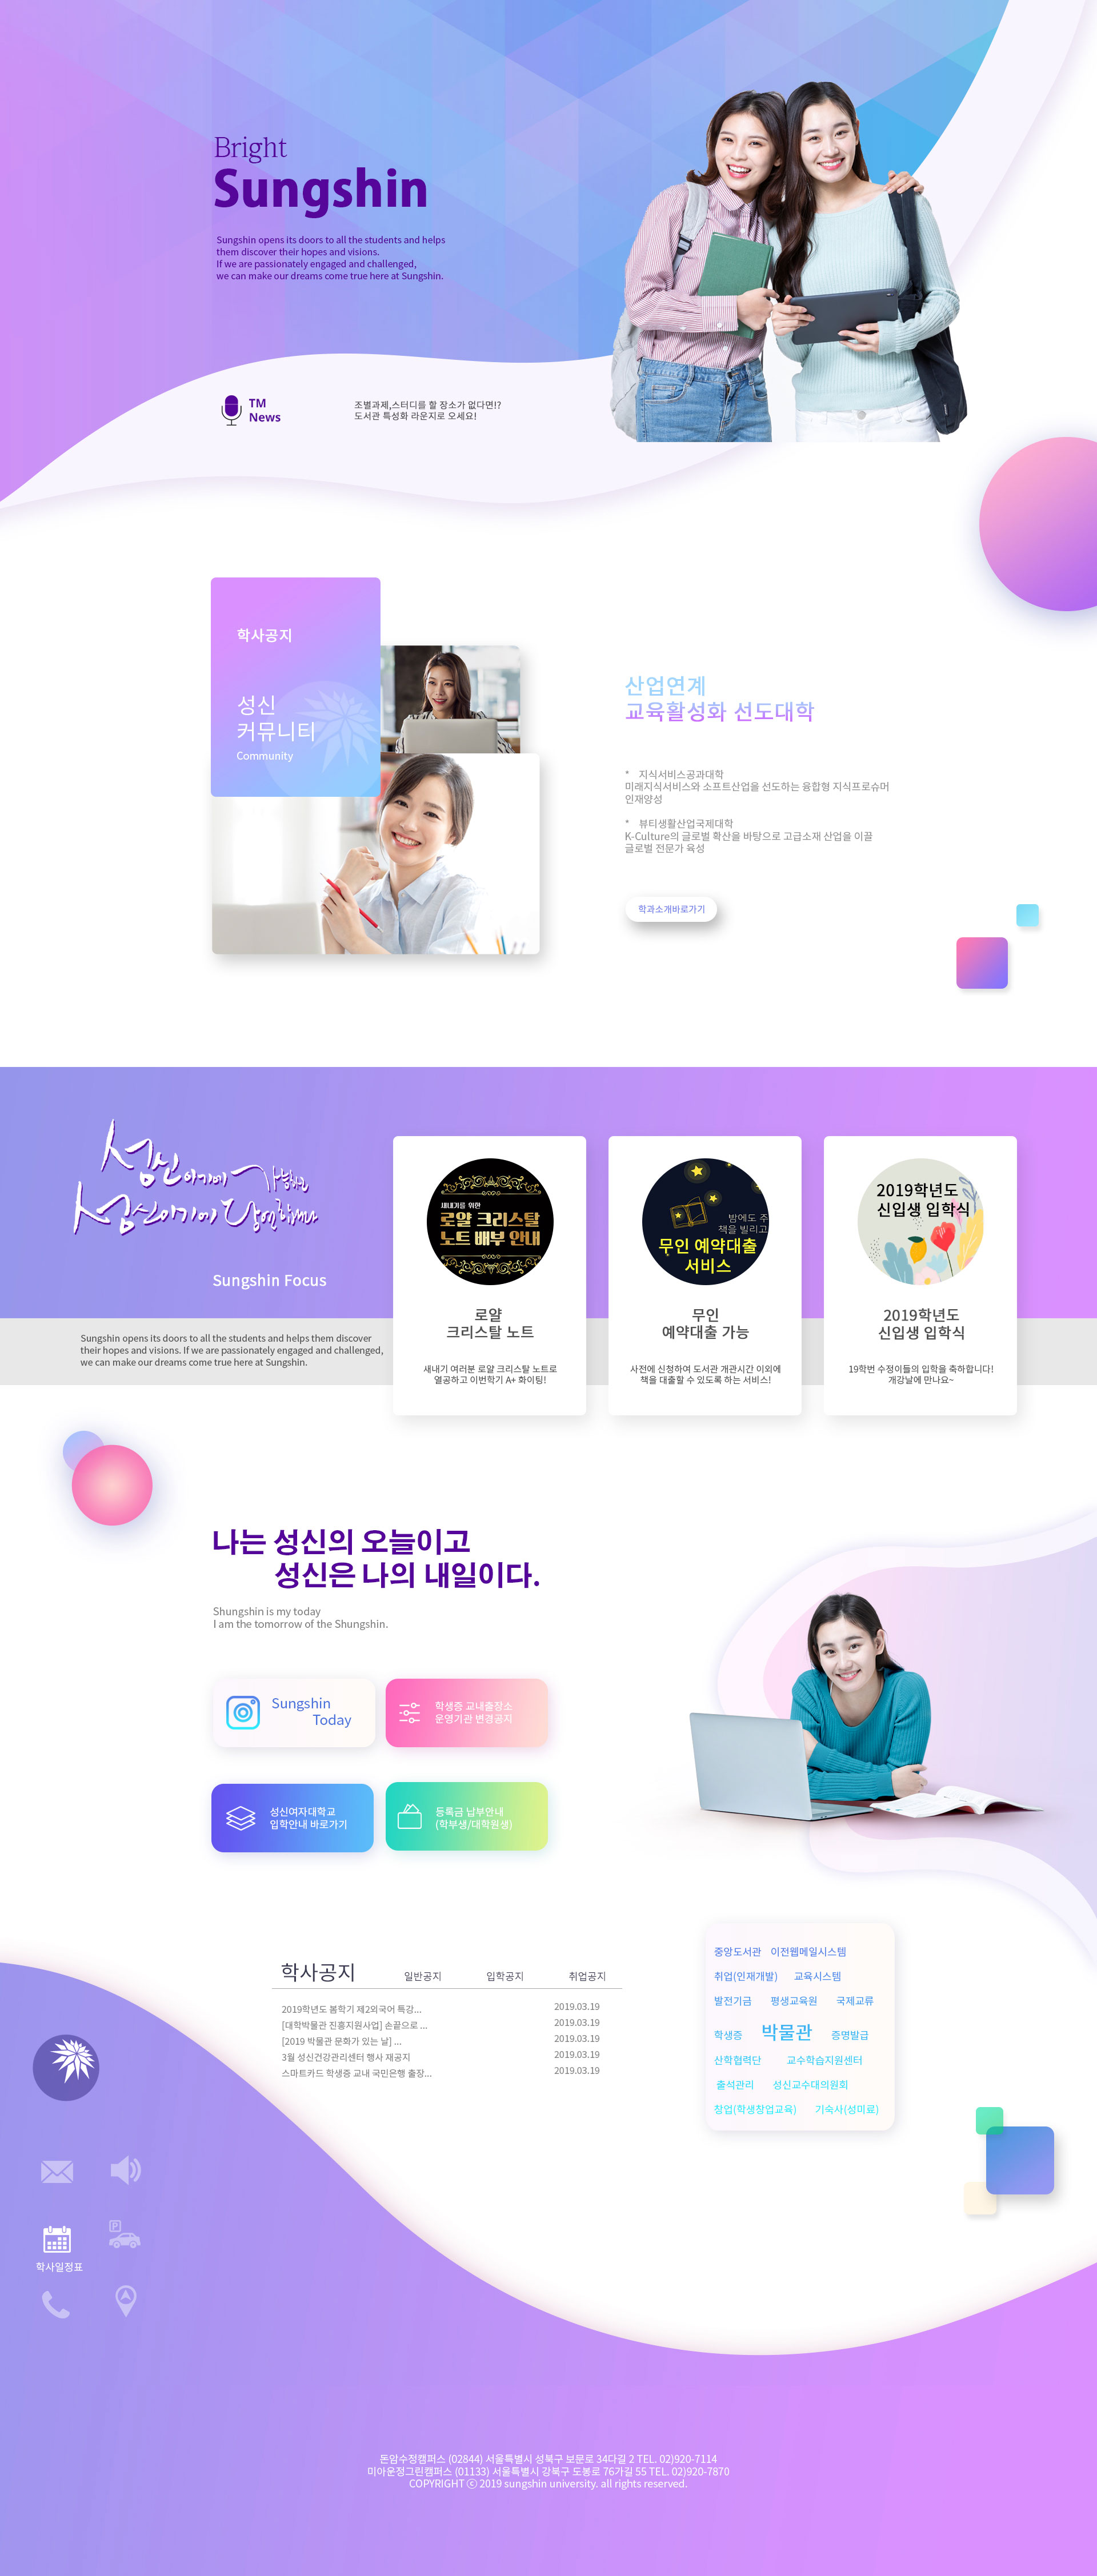 Bright
Sungshin
Sungshin opens its doors to all the students and helps
them discover their hopes and visions.
If we are passionately engaged and challenged,
we can make our dreams come true here at Sungshin.
TM
News
조별과제,스터디를 할 장소가 없다면!?
도서관 특성화 라운지로 오세요!
학사공지
성신
커뮤니티
Community
산업연계
교육활성화 선도대학
* 지식서비스공과대학
미래지식서비스와 소프트산업을 선도하는 융합형 지식프로슈머
인재양성
* 뷰티생활산업국제대학
K-Culture의 글로벌 확산을 바탕으로 고급소재 산업을 이끌
글로벌 전문가 육성
학과소개바로가기
성신이기에 가능하고
성신이기에 당연하다
Sungshin Focus
Sungshin opens its doors to all the students and helps them discover
their hopes and visions. If we are passionately engaged and challenged,
we can make our dreams come true here at Sungshin.
새내기를 위한
로얄 크리스탈
노트 배부 안내
로얄
크리스탈 노트
새내기 여러분 로얄 크리스탈 노트로
열공하고 이번학기 A+ 화이팅!
밤에도 주
책을 빌리고
무인 예약대출
서비스
무인
예약대출 가능
사전에 신청하여 도서관 개관시간 이외에
책을 대출할 수 있도록 하는 서비스!
2019학년도
신입생 입학식
2019학년도
신입생 입학식
19학번 수정이들의 입학을 축하합니다!
개강날에 만나요~
나는 성신의 오늘이고
성신은 나의 내일이다.
Shungshin is my today
I am the tomorrow of the Shungshin.
Sungshin
Today
학생증 교내출장소
운영기관 변경공지
성신여자대학교
입학안내 바로가기
등록금 납부안내
(학부생/대학원생)
학사공지 일반공지 입학공지 취업공지
2019학년도 봄학기 제2외국어 특강... 2019.03.19
[대학박물관 진흥지원사업] 손끝으로 ... 2019.03.19
[2019 박물관 문화가 있는 날] ... 2019.03.19
3월 성신건강관리센터 행사 재공지 2019.03.19
스마트카드 학생증 교내 국민은행 출장... 2019.03.19
중앙도서관 이전웹메일시스템
취업(인재개발) 교육시스템
발전기금 평생교육원 국제교류
학생증 박물관 증명발급
산학협력단 교수학습지원센터
출석관리 성신교수대의원회
창업(학생창업교육) 기숙사(성미료)
P
학사일정표
돈암수정캠퍼스 (02844) 서울특별시 성북구 보문로 34다길 2 TEL. 02)920-7114
미아운정그린캠퍼스 (01133) 서울특별시 강북구 도봉로 76가길 55 TEL. 02)920-7870
COPYRIGHT ⓒ 2019 sungshin university. all rights reserved.